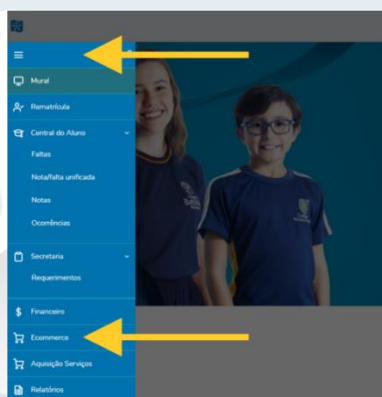 Mural
Rematrícula
Central do Aluno
Faltas
Nota/falta unificada
Notas
Ocorrências
Secretaria
Requerimentos
Financeiro
Ecommerce
Aquisição Serviços
Relatórios